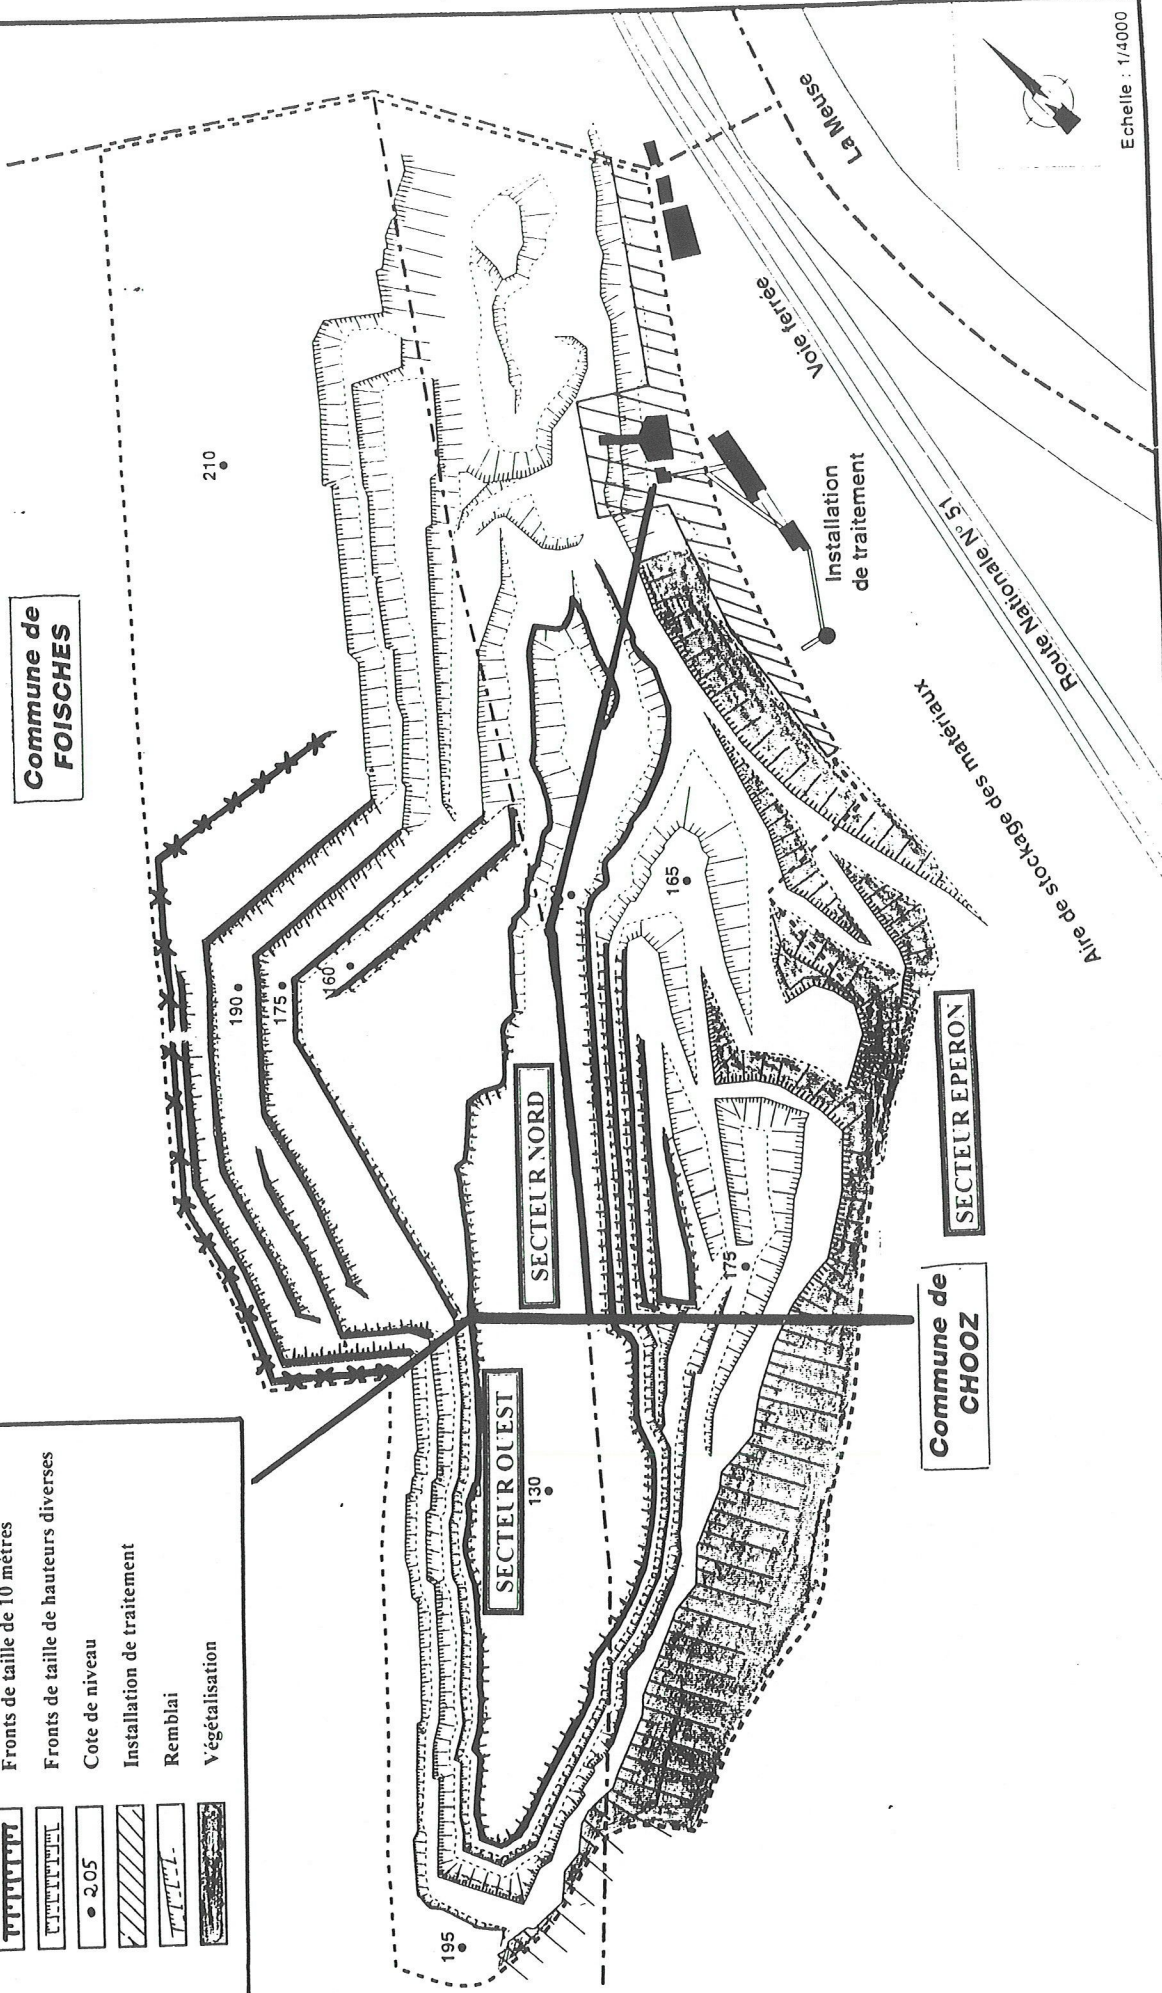 Fronts de taille de 10 mètres
Fronts de taille de hauteurs diverses
• 205
Cote de niveau
Installation de traitement
Remblai
Végétalisation
Commune de
FOISCHES
210
190
175
160
165
175
130
195
SECTEUR NORD
SECTEUR OUEST
SECTEUR EPERON
Commune de
CHOOZ
Installation
de traitement
Aire de stockage des matériaux
Route Nationale N° 51
Voie ferrée
La Meuse
Echelle : 1/4000